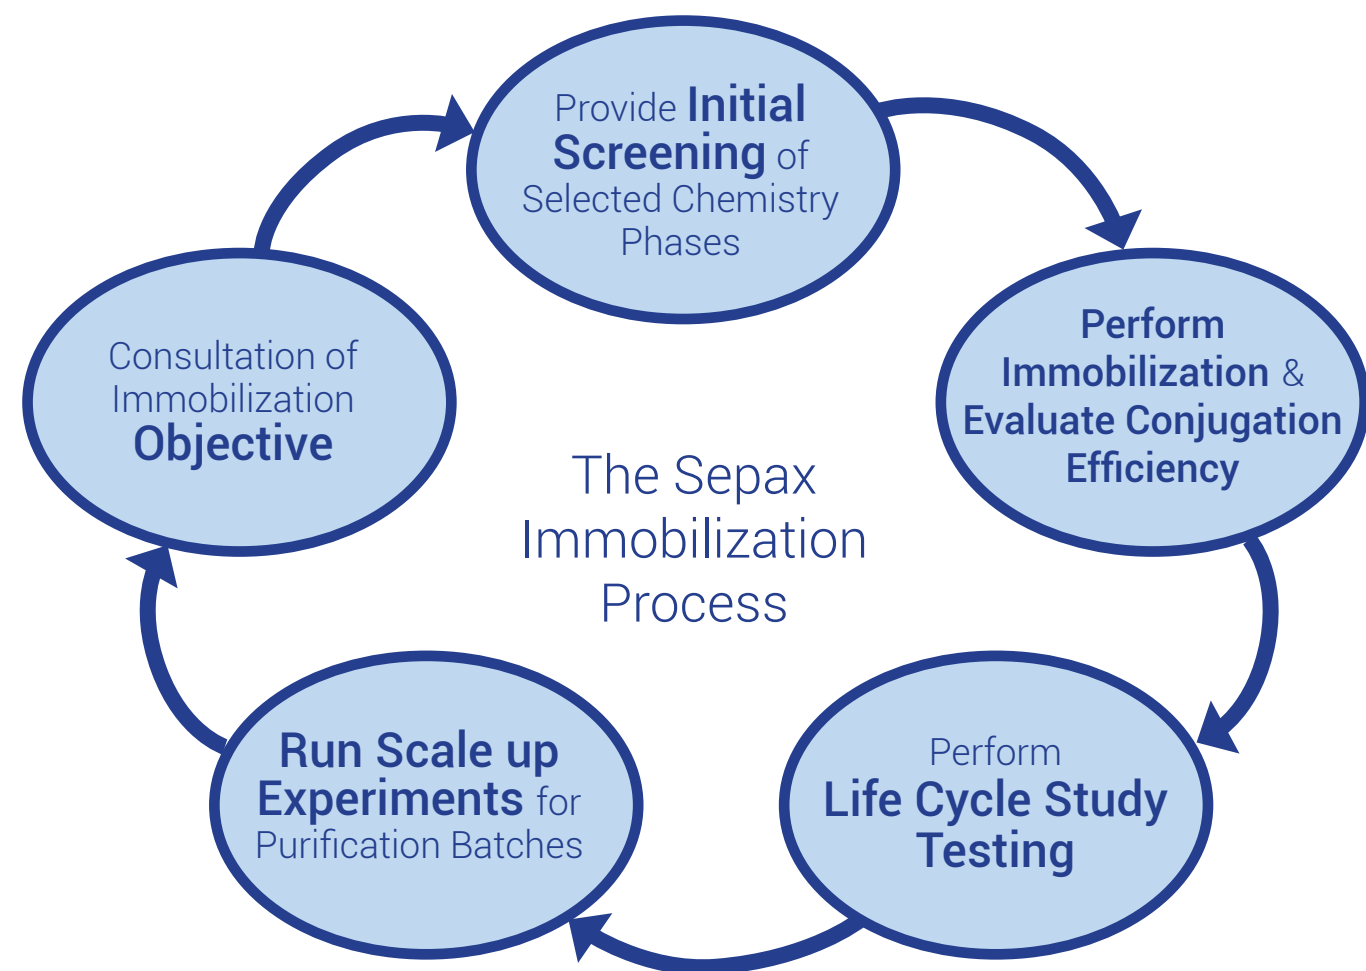 Provide Initial
Screening of
Selected Chemistry
Phases
Perform
Immobilization &
Evaluate Conjugation
Efficiency
Perform
Life Cycle Study
Testing
Run Scale up
Experiments for
Purification Batches
Consultation of
Immobilization
Objective
The Sepax
Immobilization
Process